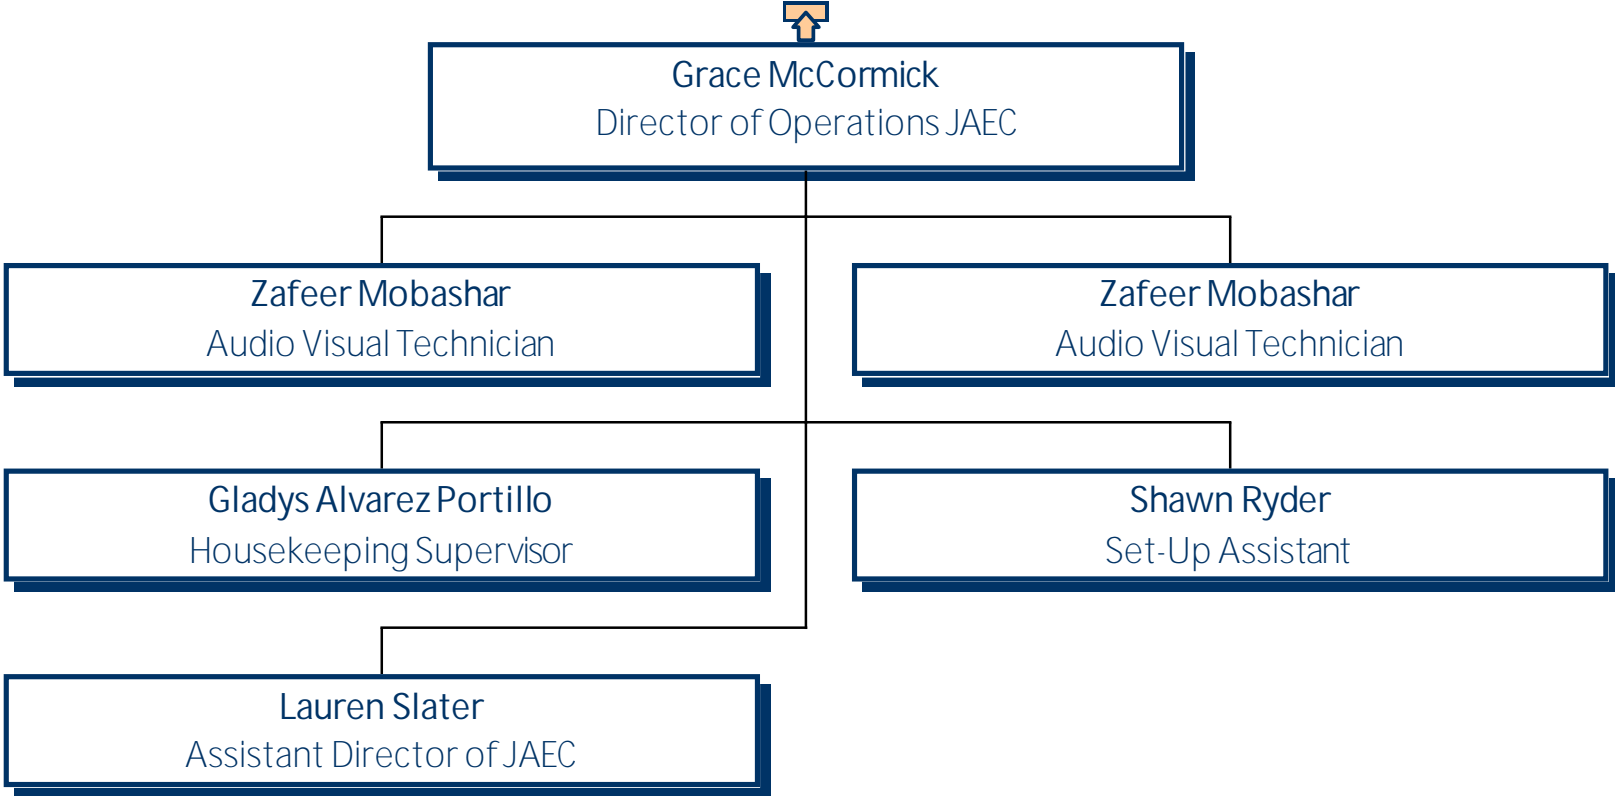 Grace McCormick
Director of Operations JAEC
Zafeer Mobashar
Audio Visual Technician
Zafeer Mobashar
Audio Visual Technician
Gladys Alvarez Portillo
Housekeeping Supervisor
Shawn Ryder
Set-Up Assistant
Lauren Slater
Assistant Director of JAEC